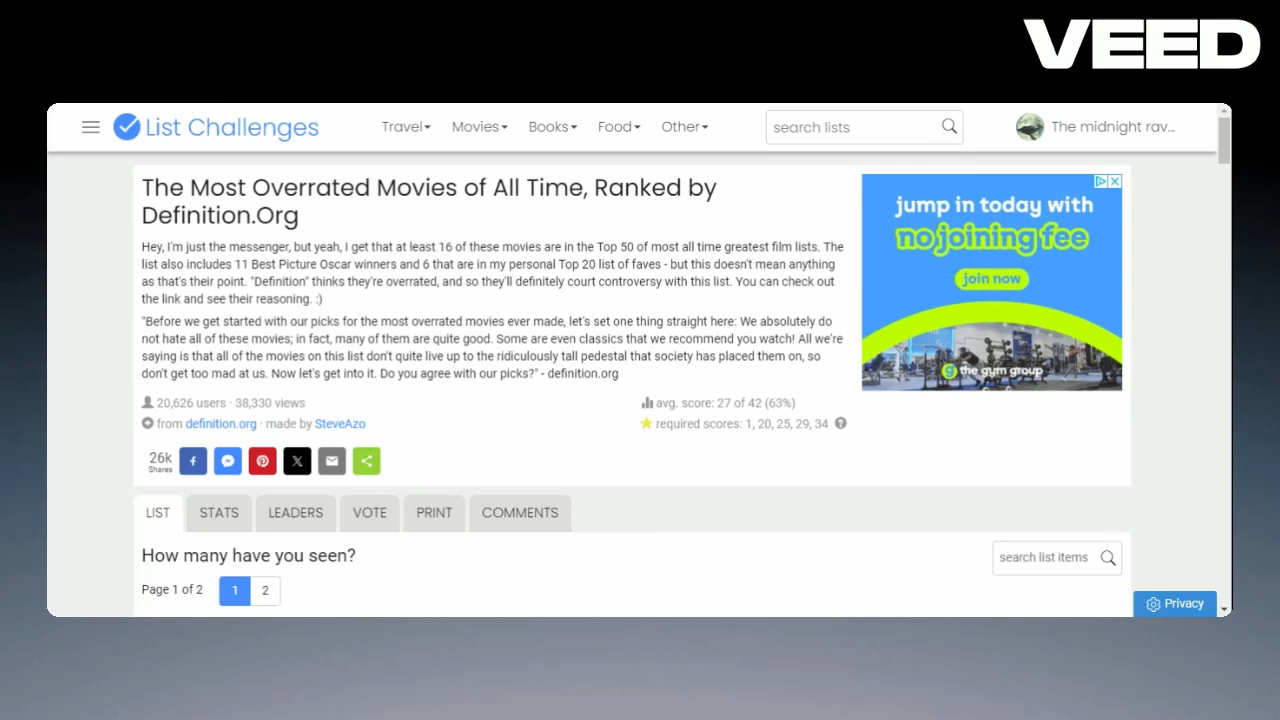 VEED
List Challenges
Travel
Movies
Books
Food
Other
search lists
The midnight rav...
The Most Overrated Movies of All Time, Ranked by
Definition.Org
Hey, I'm just the messenger, but yeah, I get that at least 16 of these movies are in the Top 50 of most all time greatest film lists. The
list also includes 11 Best Picture Oscar winners and 6 that are in my personal Top 20 list of faves - but this doesn't mean anything
as that's their point. "Definition" thinks they're overrated, and so they'll definitely court controversy with this list. You can check out
the link and see their reasoning. :)
"Before we get started with our picks for the most overrated movies ever made, let's set one thing straight here: We absolutely do
not hate all of these movies; in fact, many of them are quite good. Some are even classics that we recommend you watch! All we're
saying is that all of the movies on this list don't quite live up to the ridiculously tall pedestal that society has placed them on, so
don't get too mad at us. Now let's get into it. Do you agree with our picks?" - definition.org
20,626 users · 38,330 views
avg. score: 27 of 42 (63%)
from definition.org · made by SteveAzo
required scores: 1, 20, 25, 29, 34
26k
Shares
jump in today with
no joining fee
join now
the gym group
LIST
STATS
LEADERS
VOTE
PRINT
COMMENTS
How many have you seen?
search list items
Page 1 of 2
1
2
Privacy